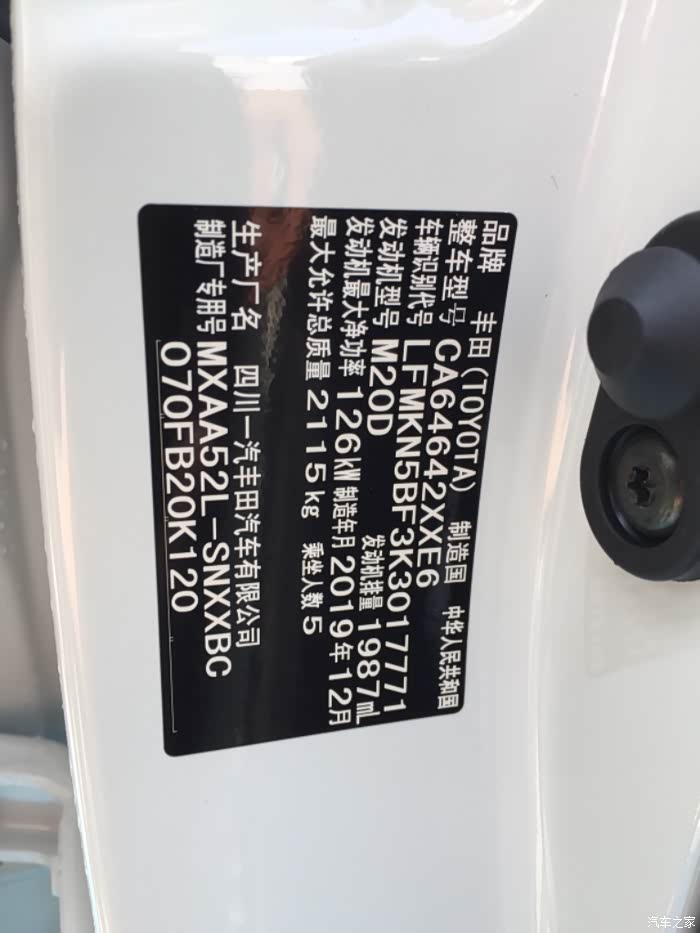 品牌 丰田(TOYOTA) 制造国 中华人民共和国
整车型号 CA64642XXE6
车辆识别代号 LFMKN5BF3K3017771
发动机型号 M20D 发动机排量 1987mL
发动机最大净功率 126kW 制造年月 2019年12月
最大允许总质量 2115kg 乘坐人数 5
生产厂名 四川一汽丰田汽车有限公司
制造厂专用号 MXAA52L-SNXXBC
070FB20K120
汽车之家